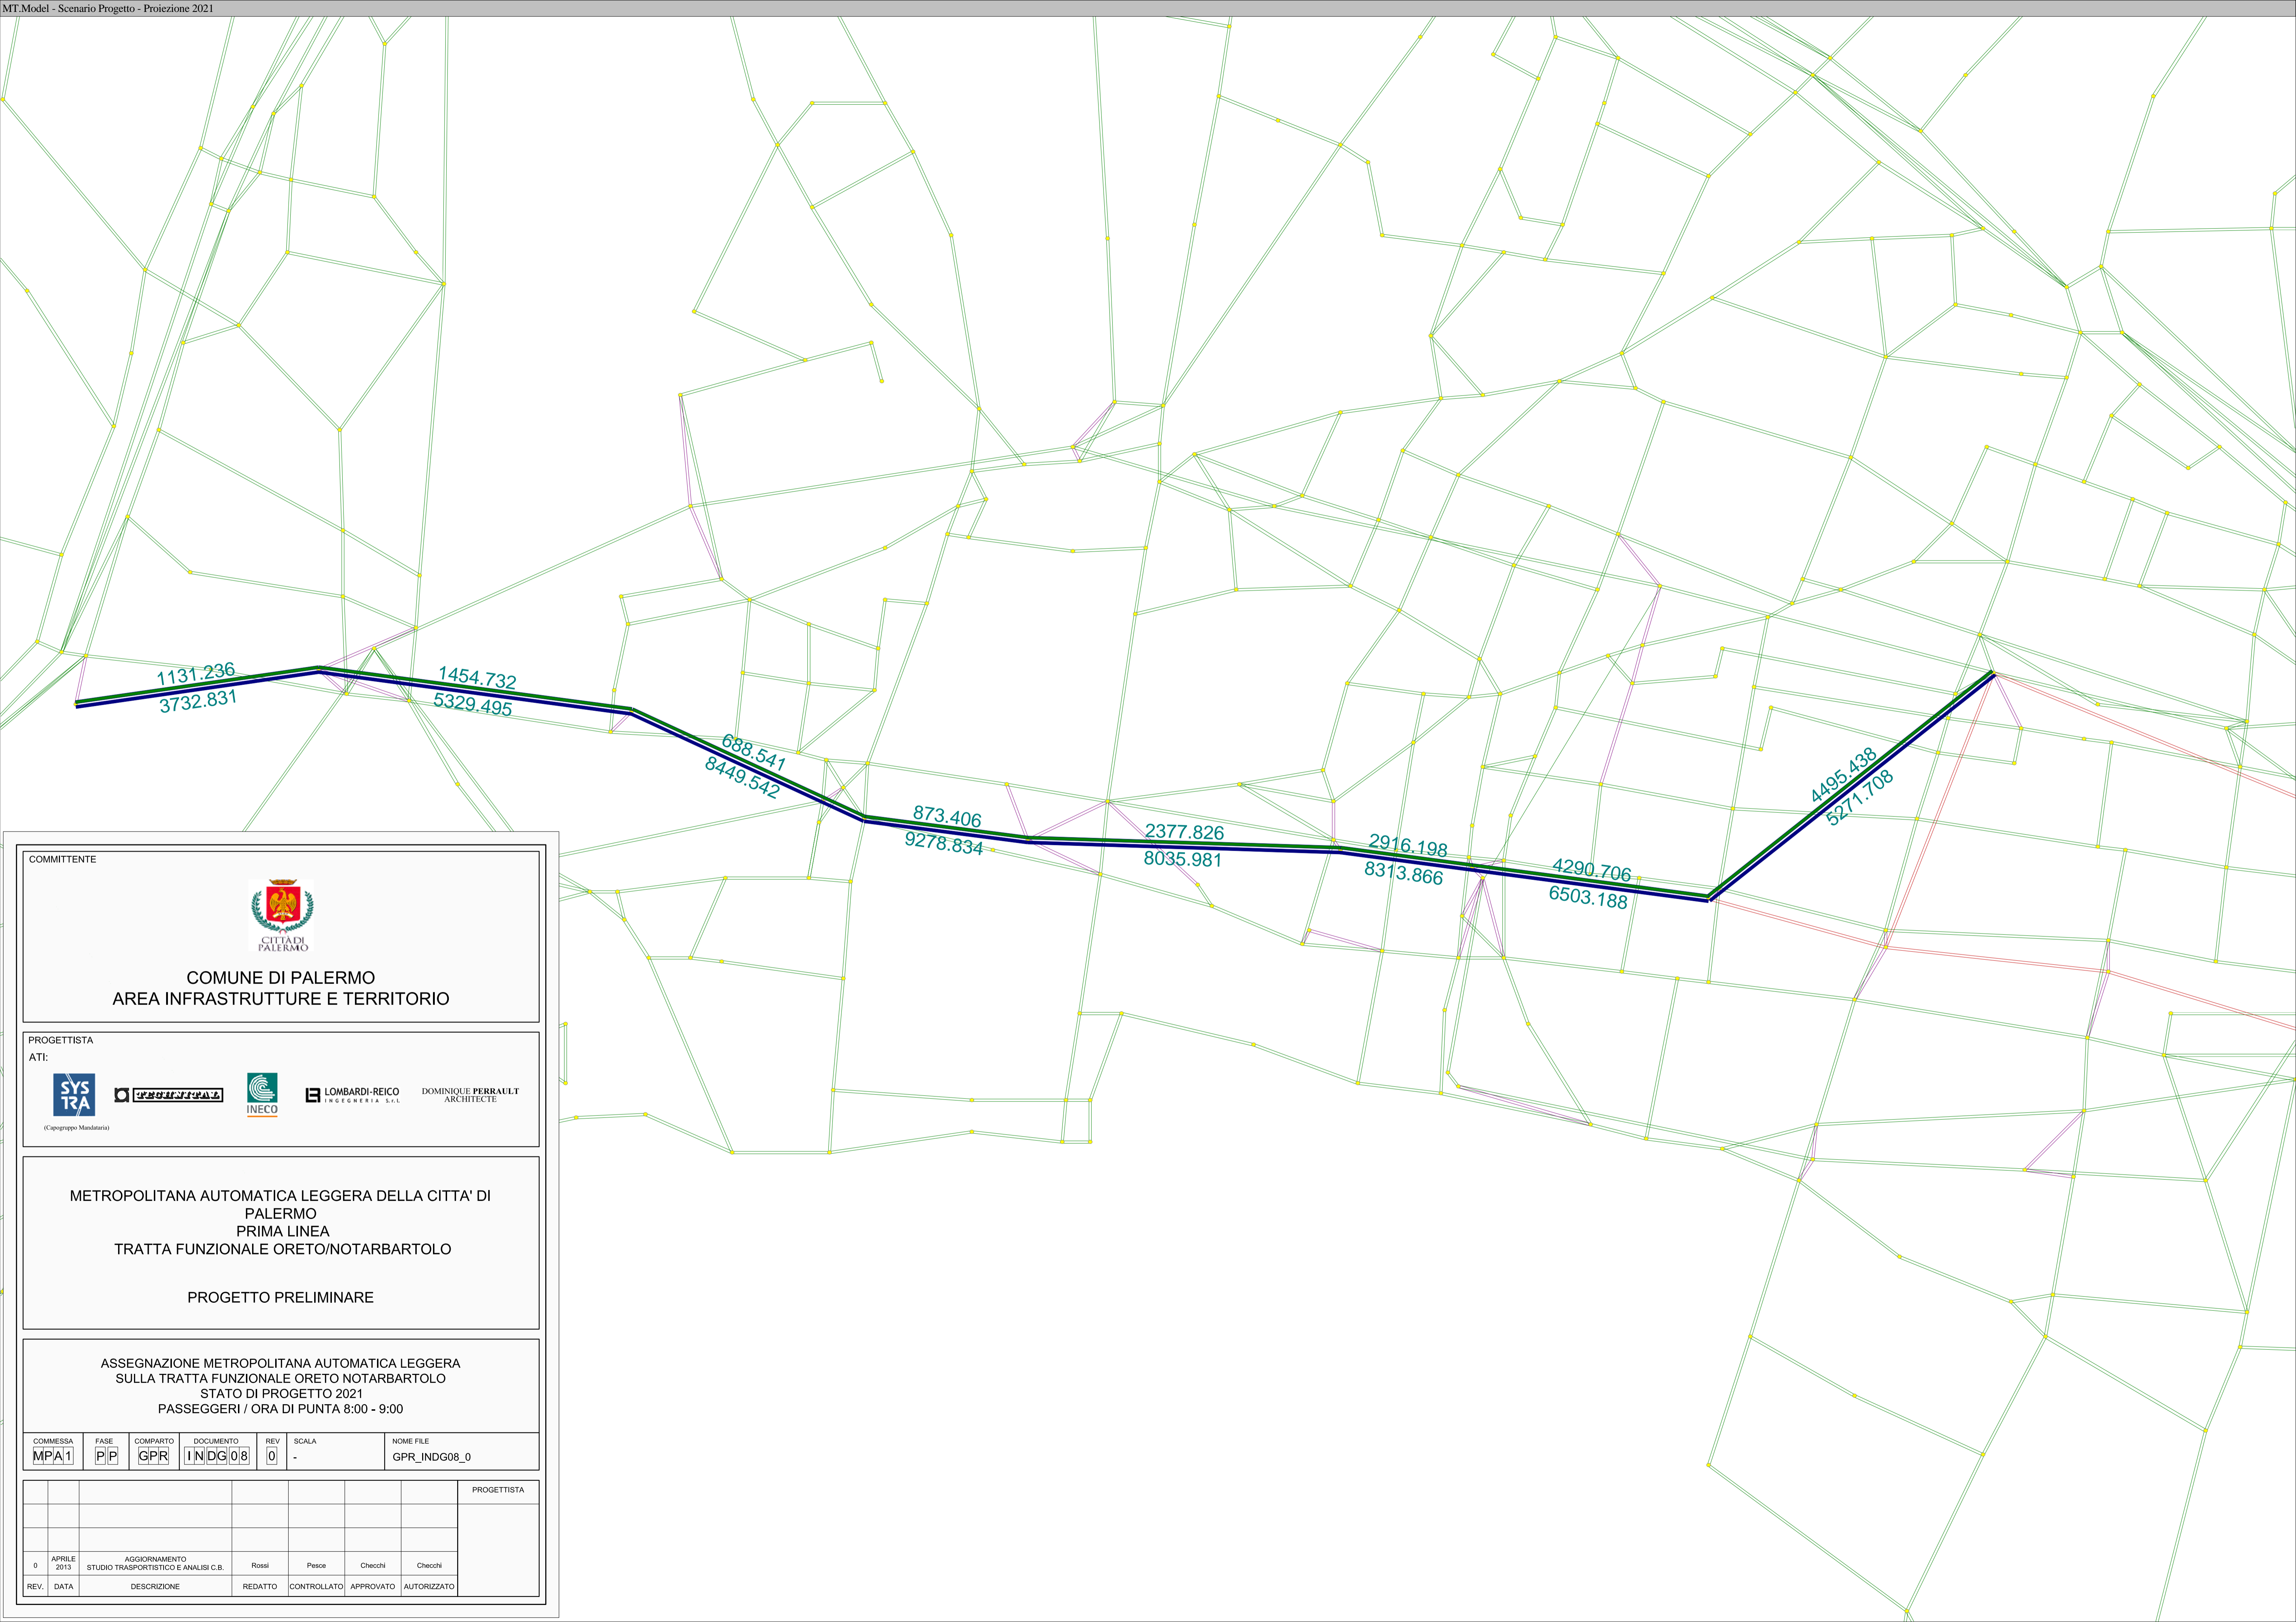 MT.Model - Scenario Progetto - Proiezione 2021
1131.236
3732.831
1454.732
5329.495
688.541
8449.542
873.406
9278.834
2377.826
8035.981
2916.198
8313.866
4290.706
6503.188
4495.438
5271.708
COMMITTENTE
CITTÀ DI
PALERMO
COMUNE DI PALERMO
AREA INFRASTRUTTURE E TERRITORIO
PROGETTISTA
ATI:
SYSTRA
TECHNITAL
INECO
LOMBARDI-REICO
INGEGNERIA S.r.L
DOMINIQUE PERRAULT
ARCHITECTE
(Capogruppo Mandataria)
METROPOLITANA AUTOMATICA LEGGERA DELLA CITTA' DI
PALERMO
PRIMA LINEA
TRATTA FUNZIONALE ORETO/NOTARBARTOLO
PROGETTO PRELIMINARE
ASSEGNAZIONE METROPOLITANA AUTOMATICA LEGGERA
SULLA TRATTA FUNZIONALE ORETO NOTARBARTOLO
STATO DI PROGETTO 2021
PASSEGGERI / ORA DI PUNTA 8:00 - 9:00
COMMESSA FASE COMPARTO DOCUMENTO REV SCALA NOME FILE
MPA1 PP GPR INDG08 0 - GPR_INDG08_0
PROGETTISTA
0 APRILE 2013 AGGIORNAMENTO STUDIO TRASPORTISTICO E ANALISI C.B. Rossi Pesce Checchi Checchi
REV. DATA DESCRIZIONE REDATTO CONTROLLATO APPROVATO AUTORIZZATO